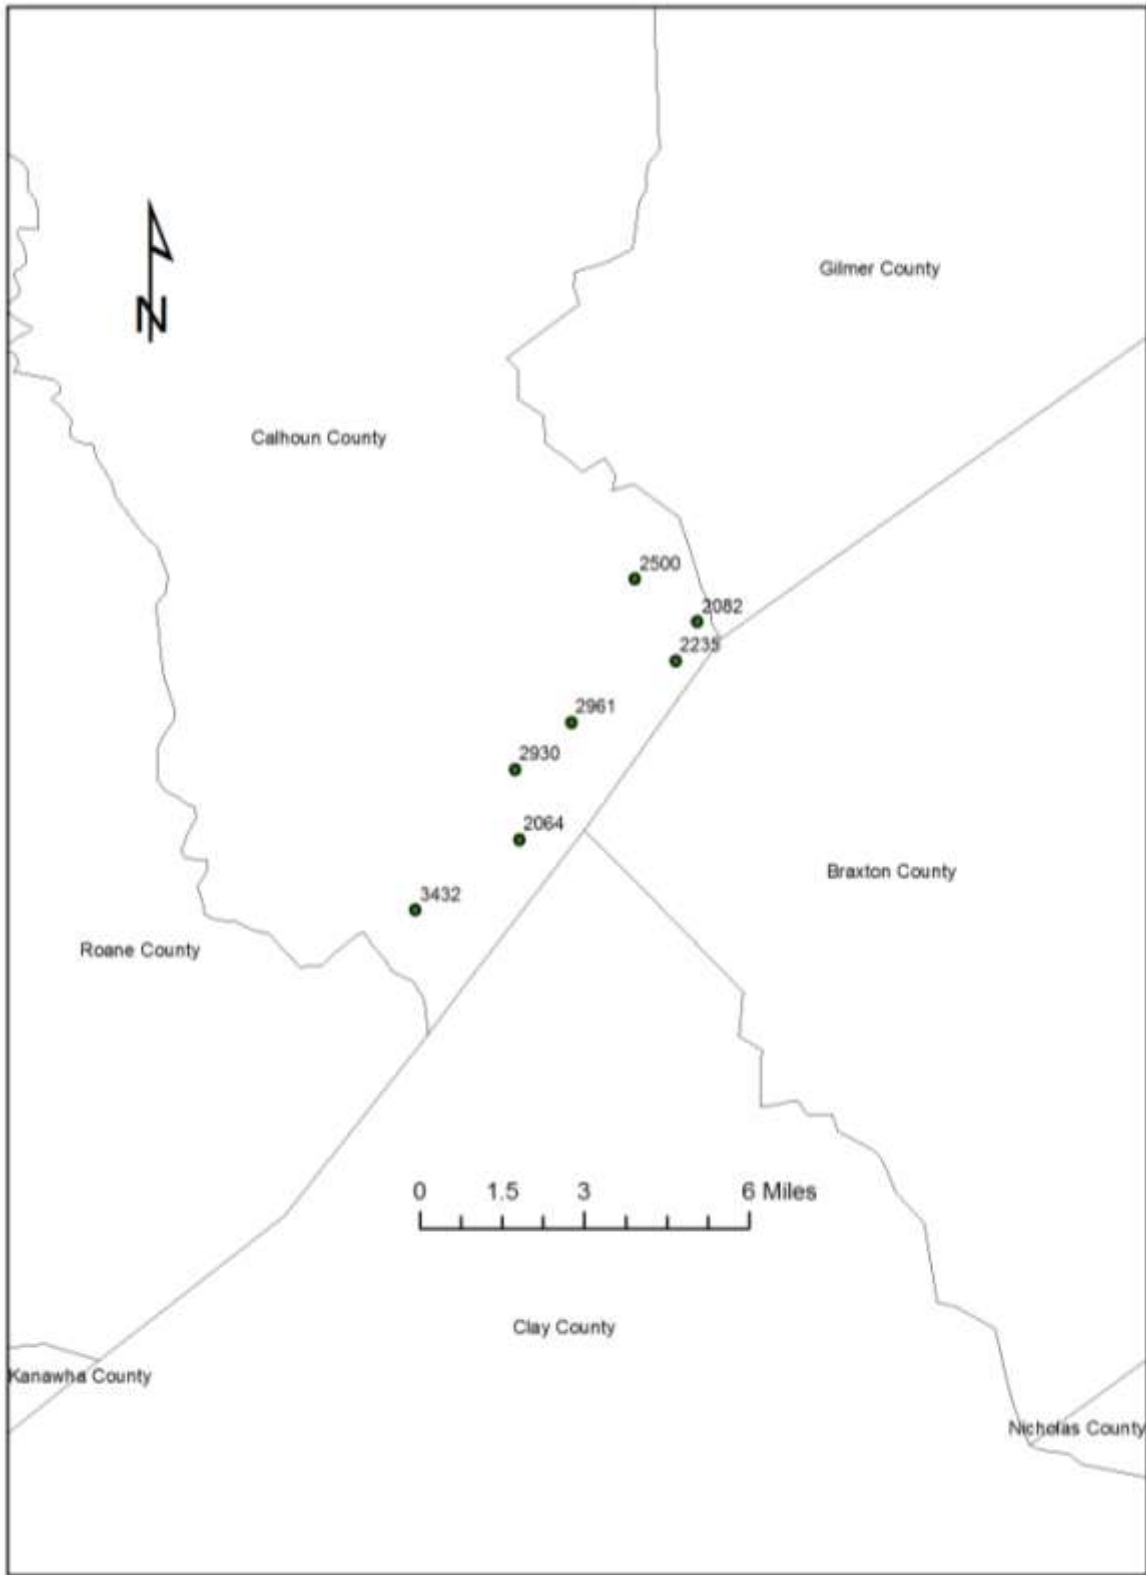 N
Gilmer County
Calhoun County
2500
2082
2235
2961
2930
2064
Braxton County
3432
Roane County
0 1.5 3 6 Miles
Clay County
Kanawha County
Nicholas County